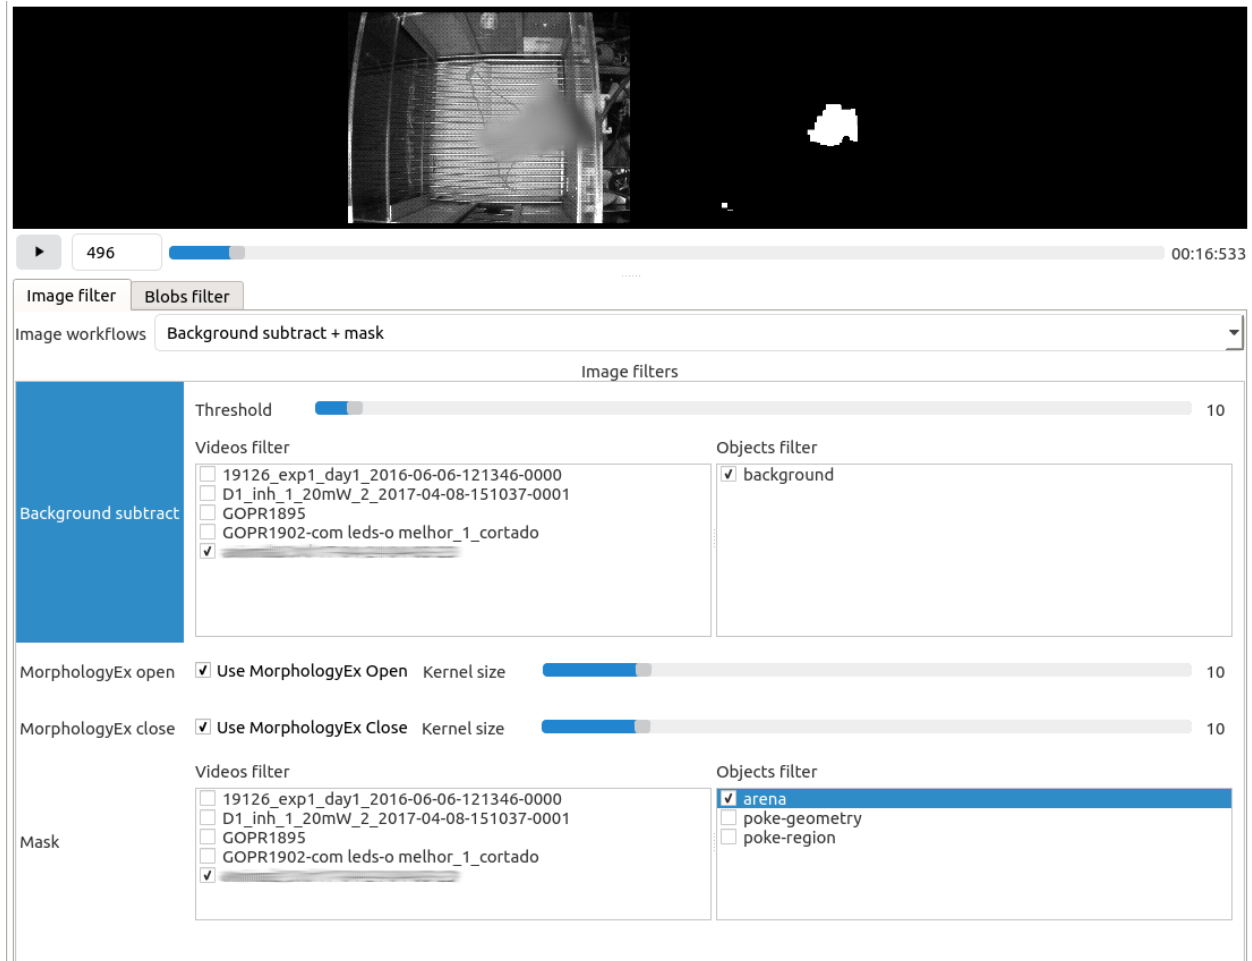 496 00:16:533
Image filter Blobs filter
Image workflows Background subtract + mask
Image filters
Background subtract
Threshold 10
Videos filter Objects filter
19126_exp1_day1_2016-06-06-121346-0000 background
D1_inh_1_20mW_2_2017-04-08-151037-0001
GOPR1895
GOPR1902-com leds-o melhor_1_cortado
MorphologyEx open Use MorphologyEx Open Kernel size 10
MorphologyEx close Use MorphologyEx Close Kernel size 10
Mask
Videos filter Objects filter
19126_exp1_day1_2016-06-06-121346-0000 arena
D1_inh_1_20mW_2_2017-04-08-151037-0001 poke-geometry
GOPR1895 poke-region
GOPR1902-com leds-o melhor_1_cortado